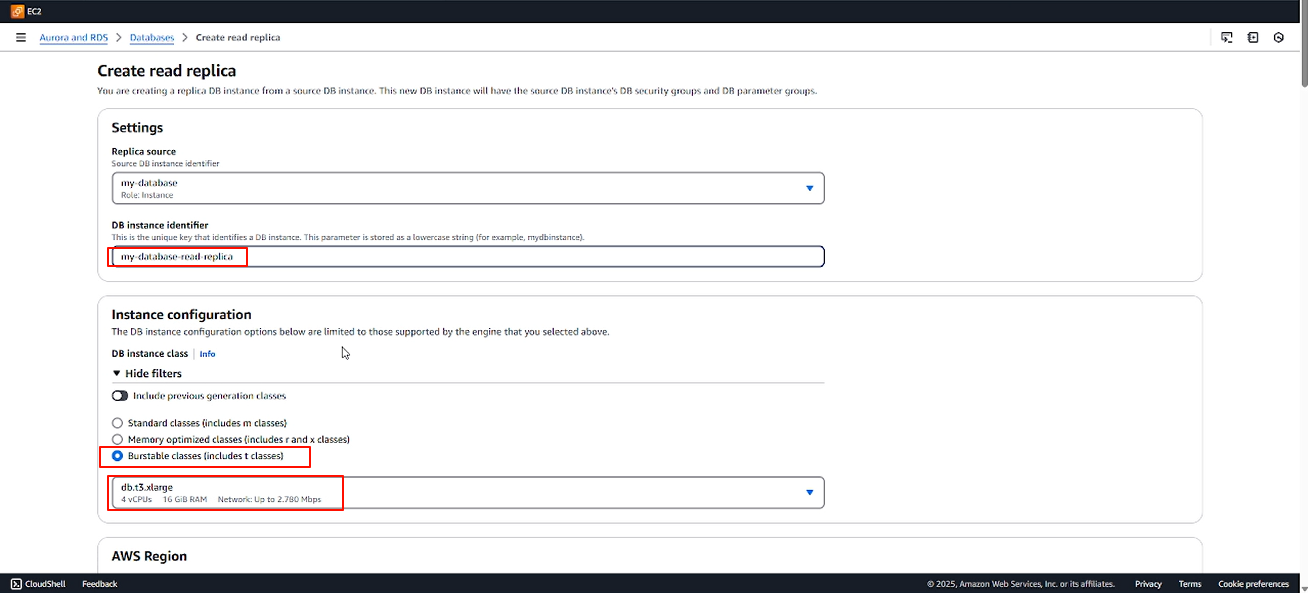 EC2
Aurora and RDS > Databases > Create read replica
Create read replica
You are creating a replica DB instance from a source DB instance. This new DB instance will have the source DB instance's DB security groups and DB parameter groups.
Settings
Replica source
Source DB instance identifier
my-database
Role: Instance
DB instance identifier
This is the unique key that identifies a DB instance. This parameter is stored as a lowercase string (for example, mydbinstance).
my-database-read-replica
Instance configuration
The DB instance configuration options below are limited to those supported by the engine that you selected above.
DB instance class Info
Hide filters
Include previous generation classes
Standard classes (includes m classes)
Memory optimized classes (includes r and x classes)
Burstable classes (includes t classes)
db.t3.xlarge
4 vCPUs 16 GiB RAM Network: Up to 2.780 Mbps
AWS Region
CloudShell Feedback © 2025, Amazon Web Services, Inc. or its affiliates. Privacy Terms Cookie preferences